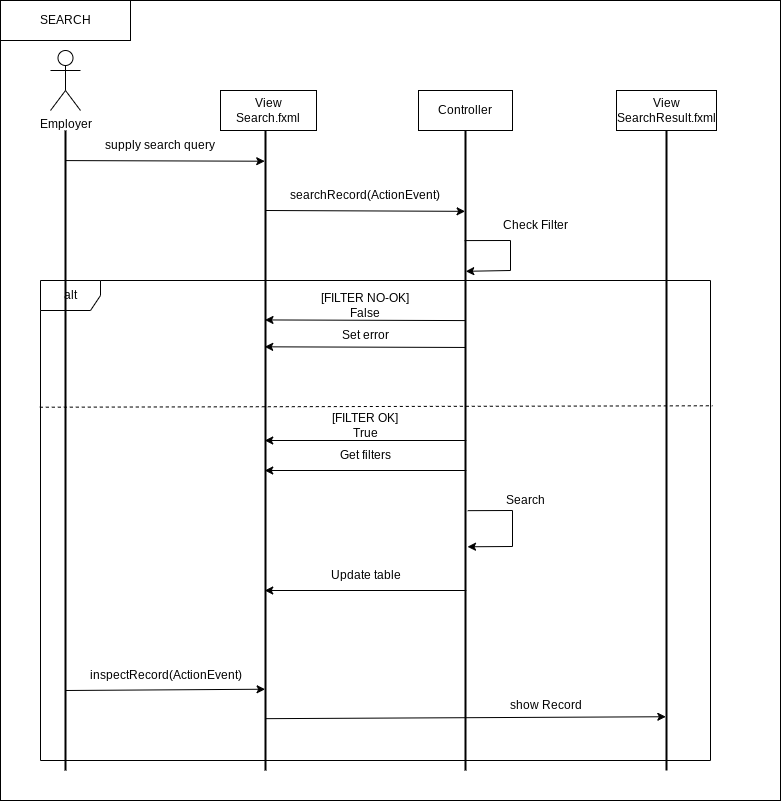 SEARCH
Employer
View
Search.fxml
Controller
View
SearchResult.fxml
supply search query
searchRecord(ActionEvent)
Check Filter
alt
[FILTER NO-OK]
False
Set error
[FILTER OK]
True
Get filters
Search
Update table
inspectRecord(ActionEvent)
show Record